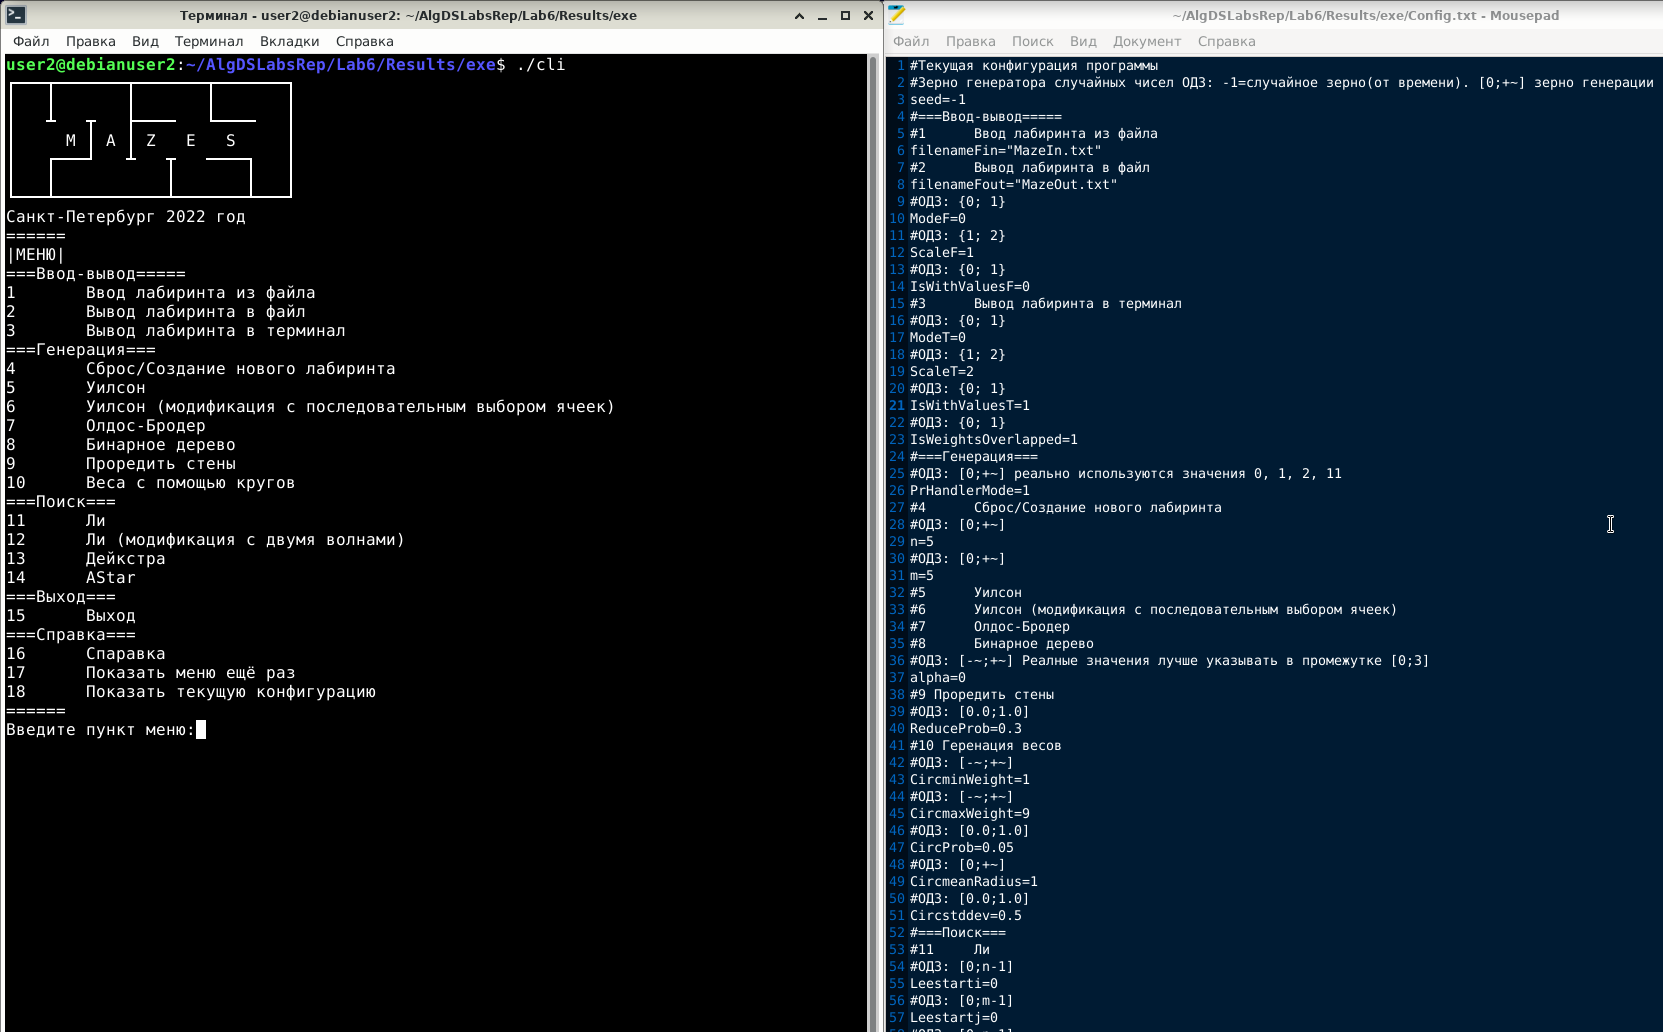 Терминал - user2@debianuser2: ~/AlgDSLabsRep/Lab6/Results/exe
Файл Правка Вид Терминал Вкладки Справка
user2@debianuser2:~/AlgDSLabsRep/Lab6/Results/exe$ ./cli
M A Z E S
Санкт-Петербург 2022 год
======
|МЕНЮ|
===Ввод-вывод=====
1 Ввод лабиринта из файла
2 Вывод лабиринта в файл
3 Вывод лабиринта в терминал
===Генерация===
4 Сброс/Создание нового лабиринта
5 Уилсон
6 Уилсон (модификация с последовательным выбором ячеек)
7 Олдос-Бродер
8 Бинарное дерево
9 Проредить стены
10 Веса с помощью кругов
===Поиск===
11 Ли
12 Ли (модификация с двумя волнами)
13 Дейкстра
14 AStar
===Выход===
15 Выход
===Справка===
16 Спаравка
17 Показать меню ещё раз
18 Показать текущую конфигурацию
======
Введите пункт меню:
~/AlgDSLabsRep/Lab6/Results/exe/Config.txt - Mousepad
Файл Правка Поиск Вид Документ Справка
1 #Текущая конфигурация программы
2 #Зерно генератора случайных чисел ОДЗ: -1=случайное зерно(от времени). [0;+~] зерно генерации
3 seed=-1
4 #===Ввод-вывод=====
5 #1 Ввод лабиринта из файла
6 filenameFin="MazeIn.txt"
7 #2 Вывод лабиринта в файл
8 filenameFout="MazeOut.txt"
9 #ОДЗ: {0; 1}
10 ModeF=0
11 #ОДЗ: {1; 2}
12 ScaleF=1
13 #ОДЗ: {0; 1}
14 IsWithValuesF=0
15 #3 Вывод лабиринта в терминал
16 #ОДЗ: {0; 1}
17 ModeT=0
18 #ОДЗ: {1; 2}
19 ScaleT=2
20 #ОДЗ: {0; 1}
21 IsWithValuesT=1
22 #ОДЗ: {0; 1}
23 IsWeightsOverlapped=1
24 #===Генерация===
25 #ОДЗ: [0;+~] реально используются значения 0, 1, 2, 11
26 PrHandlerMode=1
27 #4 Сброс/Создание нового лабиринта
28 #ОДЗ: [0;+~]
29 n=5
30 #ОДЗ: [0;+~]
31 m=5
32 #5 Уилсон
33 #6 Уилсон (модификация с последовательным выбором ячеек)
34 #7 Олдос-Бродер
35 #8 Бинарное дерево
36 #ОДЗ: [-~;+~] Реалные значения лучше указывать в промежутке [0;3]
37 alpha=0
38 #9 Проредить стены
39 #ОДЗ: [0.0;1.0]
40 ReduceProb=0.3
41 #10 Геренация весов
42 #ОДЗ: [-~;+~]
43 CircminWeight=1
44 #ОДЗ: [-~;+~]
45 CircmaxWeight=9
46 #ОДЗ: [0.0;1.0]
47 CircProb=0.05
48 #ОДЗ: [0;+~]
49 CircmeanRadius=1
50 #ОДЗ: [0.0;1.0]
51 Circstddev=0.5
52 #===Поиск===
53 #11 Ли
54 #ОДЗ: [0;n-1]
55 Leestarti=0
56 #ОДЗ: [0;m-1]
57 Leestartj=0